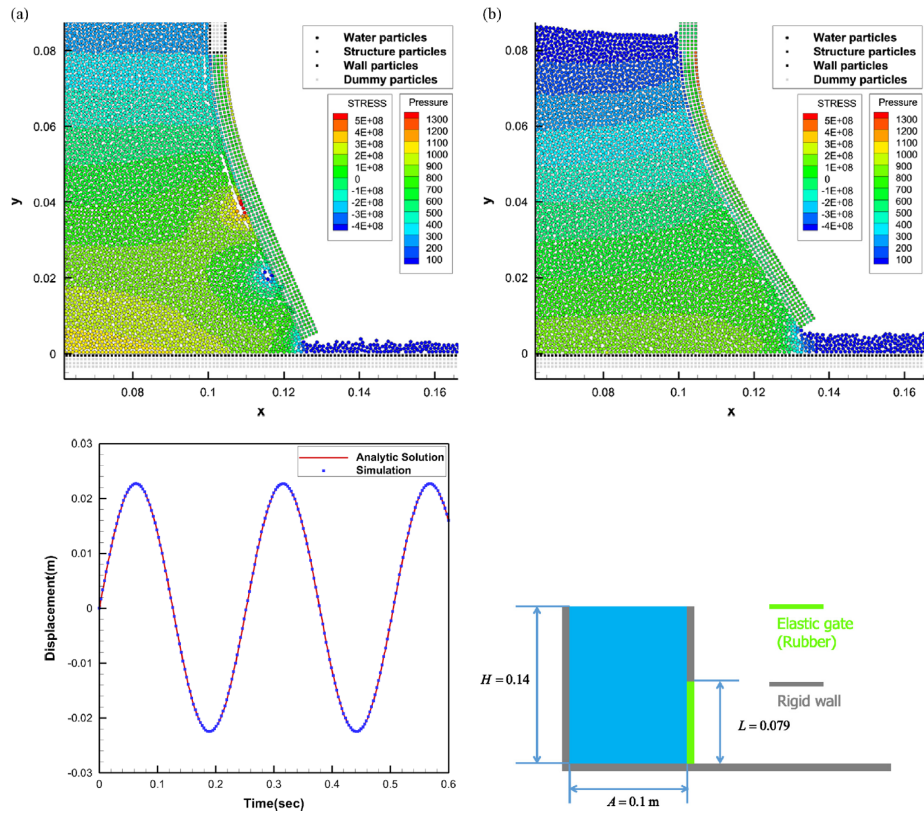 (a)
Water particles
Structure particles
Wall particles
Dummy particles
STRESS
5E+08
4E+08
3E+08
2E+08
1E+08
0
-1E+08
-2E+08
-3E+08
-4E+08
Pressure
1300
1200
1100
1000
900
800
700
600
500
400
300
200
100
y
0.08
0.06
0.04
0.02
0
0.08
0.1
0.12
0.14
0.16
x
(b)
Water particles
Structure particles
Wall particles
Dummy particles
STRESS
5E+08
4E+08
3E+08
2E+08
1E+08
0
-1E+08
-2E+08
-3E+08
-4E+08
Pressure
1300
1200
1100
1000
900
800
700
600
500
400
300
200
100
y
0.08
0.06
0.04
0.02
0
0.08
0.1
0.12
0.14
0.16
x
Analytic Solution
Simulation
Displacement(m)
0.03
0.02
0.01
0
-0.01
-0.02
-0.03
0
0.1
0.2
0.3
0.4
0.5
0.6
Time(sec)
H = 0.14
A = 0.1 m
L = 0.079
Elastic gate
(Rubber)
Rigid wall